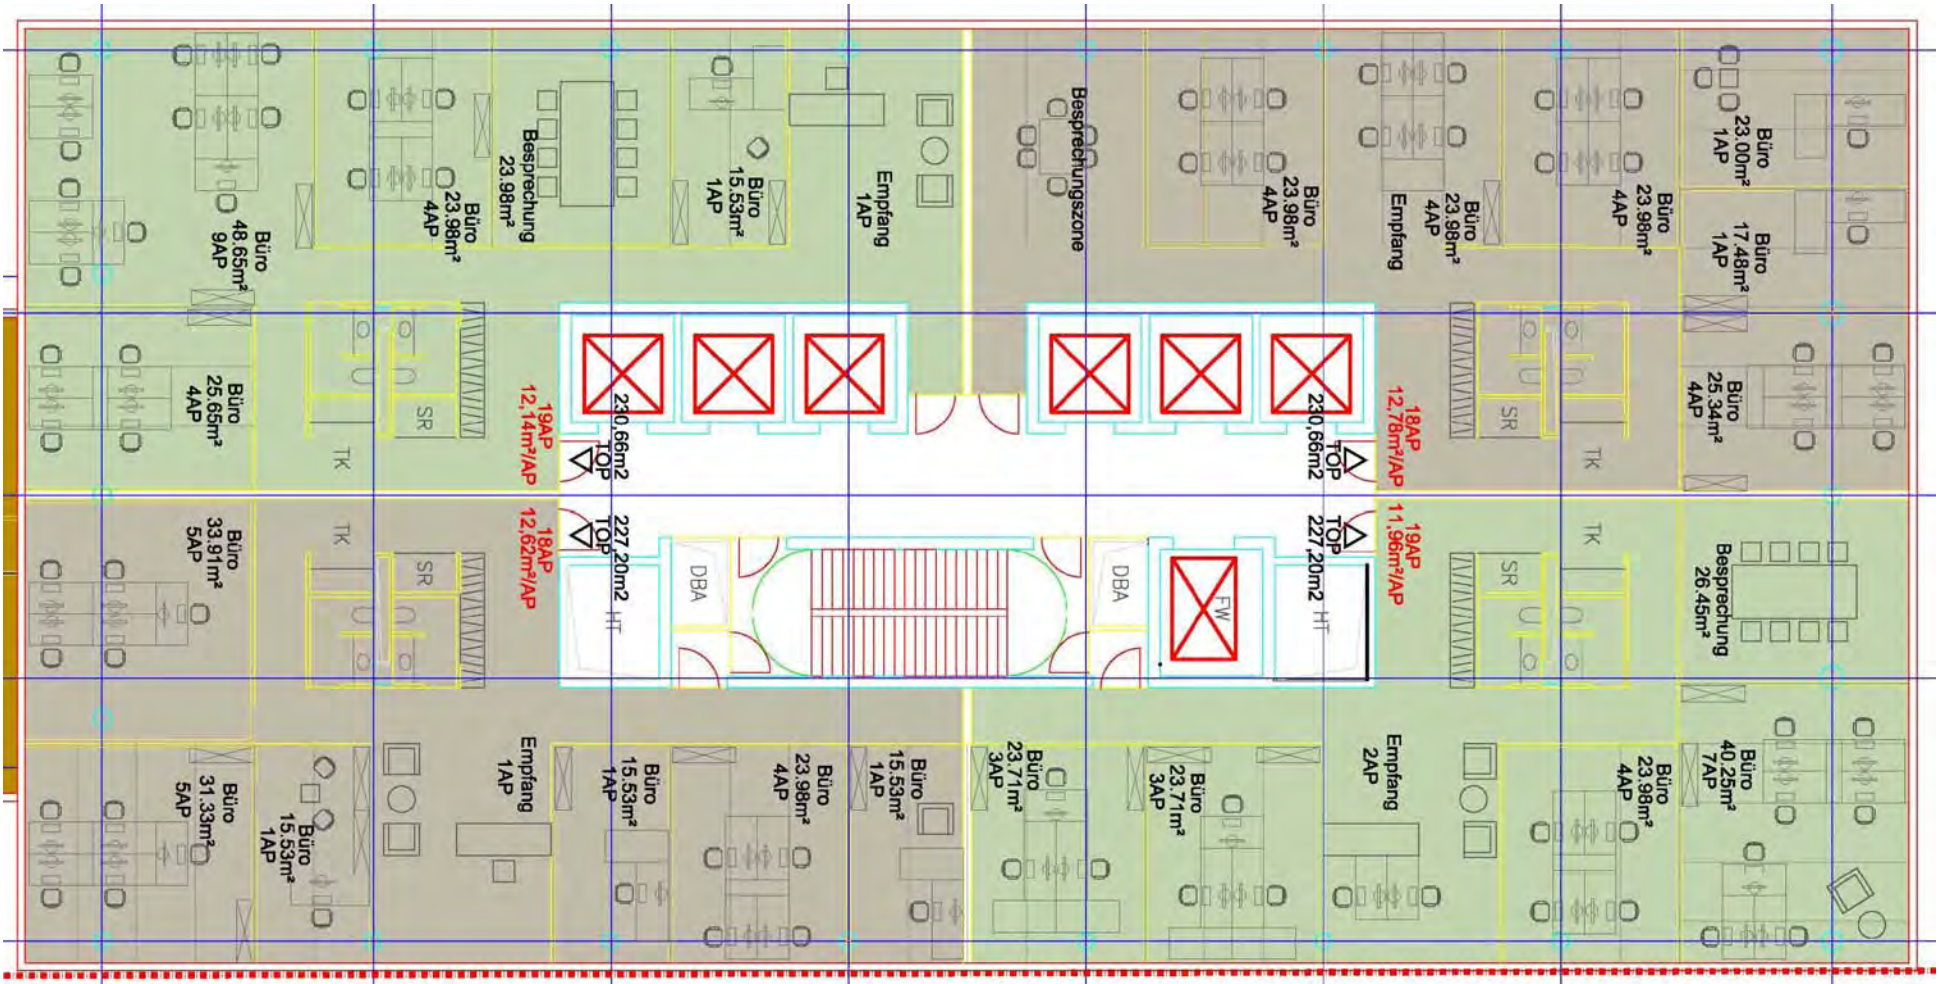 Büro
48.65m²
9AP
Büro
23.98m²
4AP
Besprechung
23.98m²
Büro
15.53m²
1AP
Empfang
1AP
Besprechungszone
Büro
23.98m²
4AP
Büro
23.98m²
4AP
Empfang
Büro
23.98m²
4AP
Büro
23.00m²
1AP
Büro
17.48m²
1AP
Büro
25.65m²
4AP
SR
TK
19AP
12,14m²/AP
230,66m2
TOP
230,66m2
TOP
18AP
12,78m²/AP
SR
TK
Büro
25.34m²
4AP
Büro
33.91m²
5AP
TK
SR
18AP
12,62m²/AP
227,20m2
TOP
HT
DBA
DBA
FW
HT
227,20m2
TOP
19AP
11,96m²/AP
SR
TK
Besprechung
26.45m²
Büro
31.33m²
5AP
Büro
15.53m²
1AP
Empfang
1AP
Büro
15.53m²
1AP
Büro
23.98m²
4AP
Büro
15.53m²
1AP
Büro
23.71m²
3AP
Büro
23.71m²
3AP
Empfang
2AP
Büro
23.98m²
4AP
Büro
40.25m²
7AP